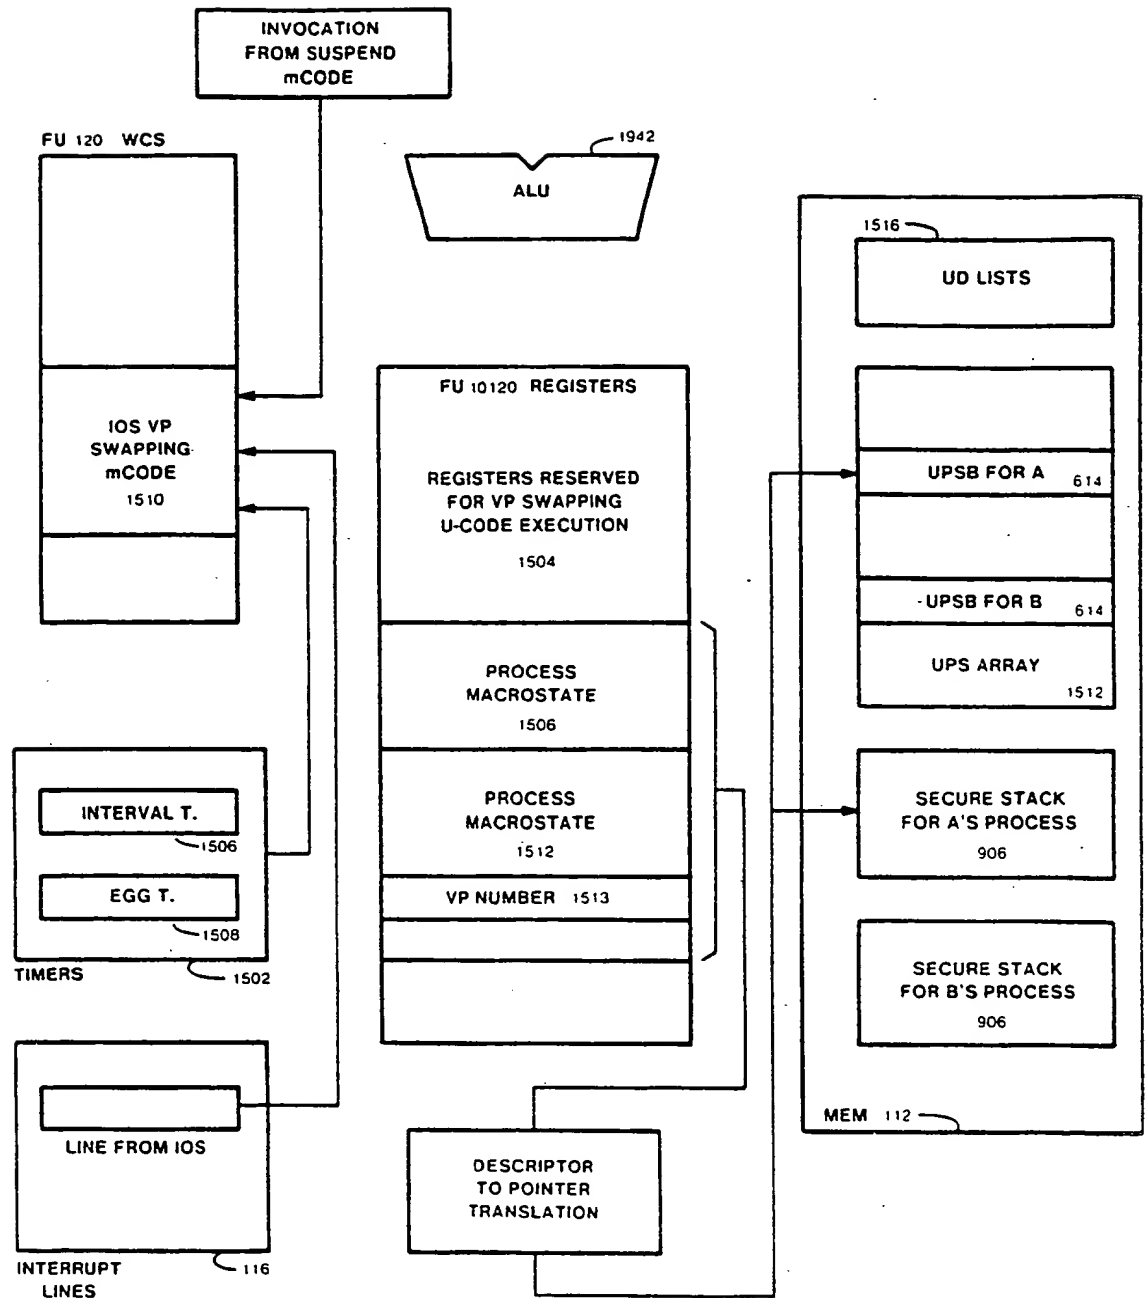 INVOCATION
FROM SUSPEND
mCODE
FU 120 WCS
1942
ALU
1516
UD LISTS
IOS VP
SWAPPING
mCODE
1510
FU 10120 REGISTERS
REGISTERS RESERVED
FOR VP SWAPPING
U-CODE EXECUTION
1504
UPSB FOR A 614
UPSB FOR B 614
UPS ARRAY
1512
PROCESS
MACROSTATE
1506
PROCESS
MACROSTATE
1512
VP NUMBER 1513
INTERVAL T.
1506
EGG T.
1508
TIMERS
1502
SECURE STACK
FOR A'S PROCESS
906
SECURE STACK
FOR B'S PROCESS
906
MEM 112
LINE FROM IOS
INTERRUPT
LINES
116
DESCRIPTOR
TO POINTER
TRANSLATION